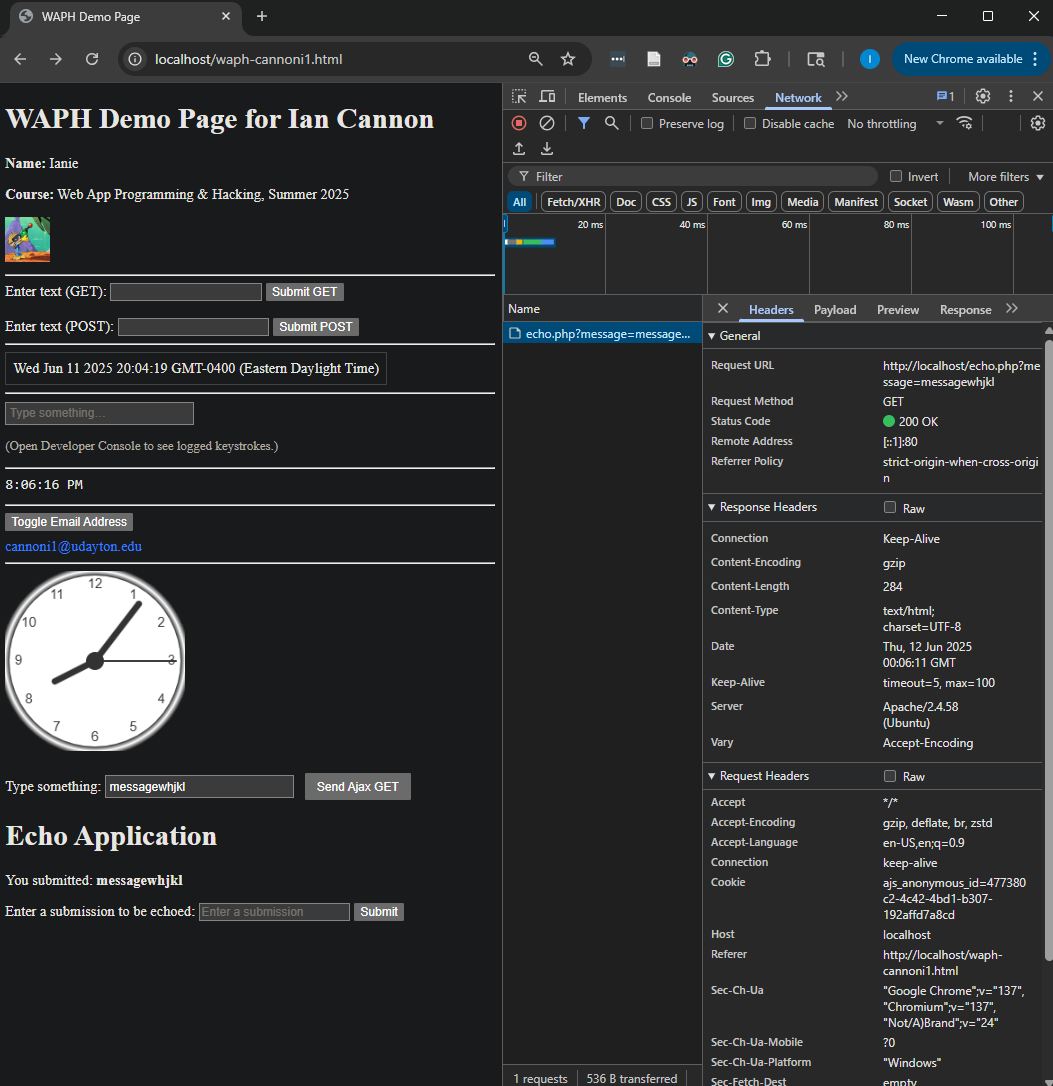 WAPH Demo Page
localhost/waph-cannoni1.html
New Chrome available
WAPH Demo Page for Ian Cannon
Name: Ianie
Course: Web App Programming & Hacking, Summer 2025
Enter text (GET): Submit GET
Enter text (POST): Submit POST
Wed Jun 11 2025 20:04:19 GMT-0400 (Eastern Daylight Time)
Type something...
(Open Developer Console to see logged keystrokes.)
8:06:16 PM
Toggle Email Address
cannoni1@udayton.edu
12
11 1
10 2
9 3
8 4
7 5
6
Type something: messagewhjkl Send Ajax GET
Echo Application
You submitted: messagewhjkl
Enter a submission to be echoed: Enter a submission Submit
Elements Console Sources Network 1
Preserve log Disable cache No throttling
Filter Invert More filters
All Fetch/XHR Doc CSS JS Font Img Media Manifest Socket Wasm Other
20 ms 40 ms 60 ms 80 ms 100 ms
Name
echo.php?message=message...
Headers Payload Preview Response
General
Request URL http://localhost/echo.php?me
ssage=messagewhjkl
Request Method GET
Status Code 200 OK
Remote Address [::1]:80
Referrer Policy strict-origin-when-cross-origi
n
Response Headers Raw
Connection Keep-Alive
Content-Encoding gzip
Content-Length 284
Content-Type text/html;
charset=UTF-8
Date Thu, 12 Jun 2025
00:06:11 GMT
Keep-Alive timeout=5, max=100
Server Apache/2.4.58
(Ubuntu)
Vary Accept-Encoding
Request Headers Raw
Accept */*
Accept-Encoding gzip, deflate, br, zstd
Accept-Language en-US,en;q=0.9
Connection keep-alive
Cookie ajs_anonymous_id=477380
c2-4c42-4bd1-b307-
192affd7a8cd
Host localhost
Referer http://localhost/waph-
cannoni1.html
Sec-Ch-Ua "Google Chrome";v="137",
"Chromium";v="137",
"Not/A)Brand";v="24"
Sec-Ch-Ua-Mobile ?0
Sec-Ch-Ua-Platform "Windows"
Sec-Fetch-Dest empty
1 requests 536 B transferred